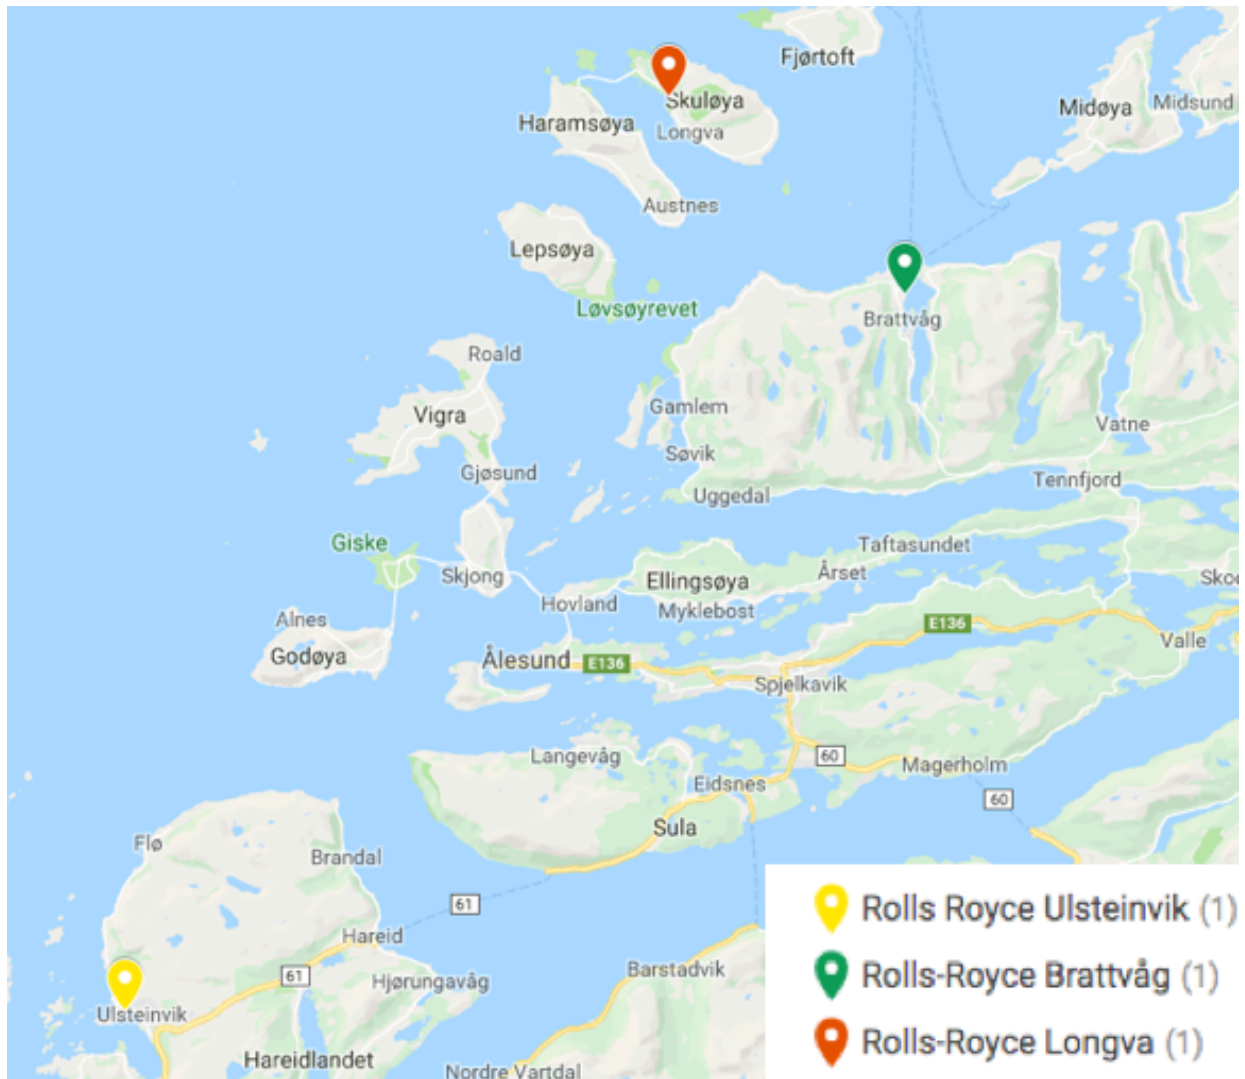 Fjørtoft
Midøya
Midsund
Skuløya
Haramsøya
Longva
Austnes
Lepsøya
Løvsøyrevet
Brattvåg
Roald
Vigra
Gamlem
Vatne
Søvik
Gjøsund
Tennfjord
Uggedal
Giske
Taftasundet
Skjong
Ellingsøya
Årset
Skod
Hovland
Myklebost
Alnes
E136
Godøya
Ålesund
E136
Valle
Spjelkavik
Langevåg
60
Magerholm
Eidsnes
60
Sula
Flø
Brandal
61
Hareid
61
Hjørungavåg
Barstadvik
Ulsteinvik
Hareidlandet
Nordre Vartdal
Rolls Royce Ulsteinvik (1)
Rolls-Royce Brattvåg (1)
Rolls-Royce Longva (1)